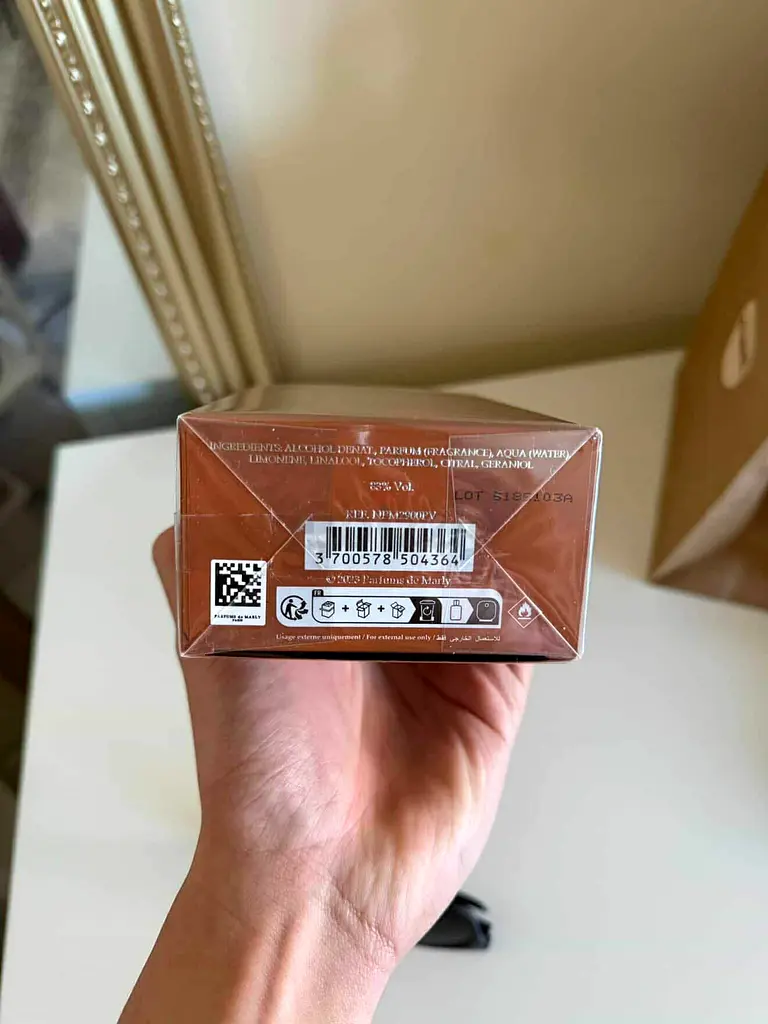 INGREDIENTS: ALCOHOL DENAT., PARFUM (FRAGRANCE), AQUA (WATER),
LIMONENE, LINALOOL, TOCOPHEROL, CITRAL, GERANIOL
83% Vol.
LOT 5185103A
REF. NPM2900PV
3 700578 504364
© 2023 Parfums de Marly
PARFUMS de MARLY
PARIS
FR
Usage externe uniquement / For external use only / للاستعمال الخارجي فقط